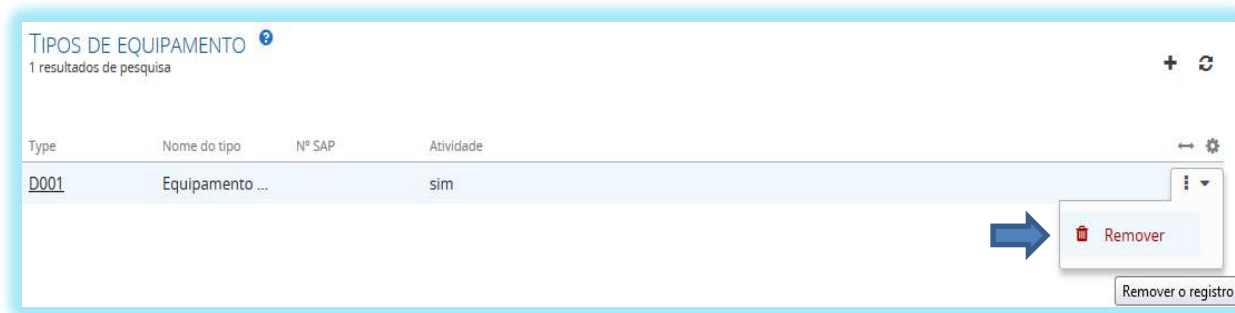 TIPOS DE EQUIPAMENTO ?
1 resultados de pesquisa
Type Nome do tipo Nº SAP Atividade
D001 Equipamento ... sim
Remover
Remover o registro